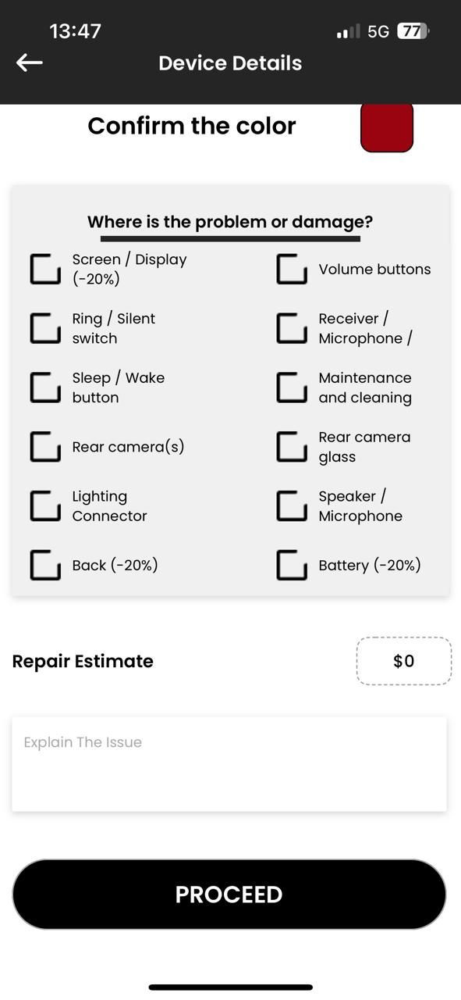 13:47
5G
77
Device Details
Confirm the color
Where is the problem or damage?
Screen / Display
(-20%)
Volume buttons
Ring / Silent
switch
Receiver /
Microphone /
Sleep / Wake
button
Maintenance
and cleaning
Rear camera(s)
Rear camera
glass
Lighting
Connector
Speaker /
Microphone
Back (-20%)
Battery (-20%)
Repair Estimate
$0
Explain The Issue
PROCEED